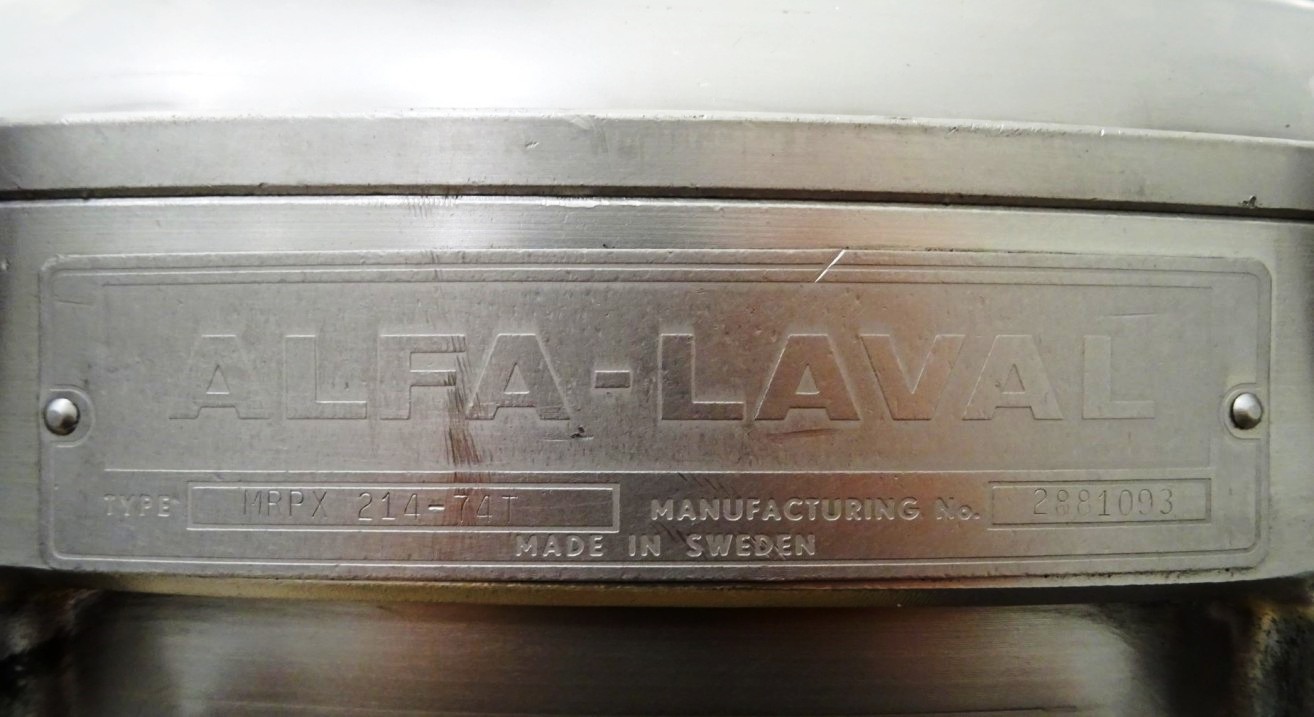 ALFA-LAVAL
TYPE MRPX 214-74T MANUFACTURING No. 2881093
MADE IN SWEDEN